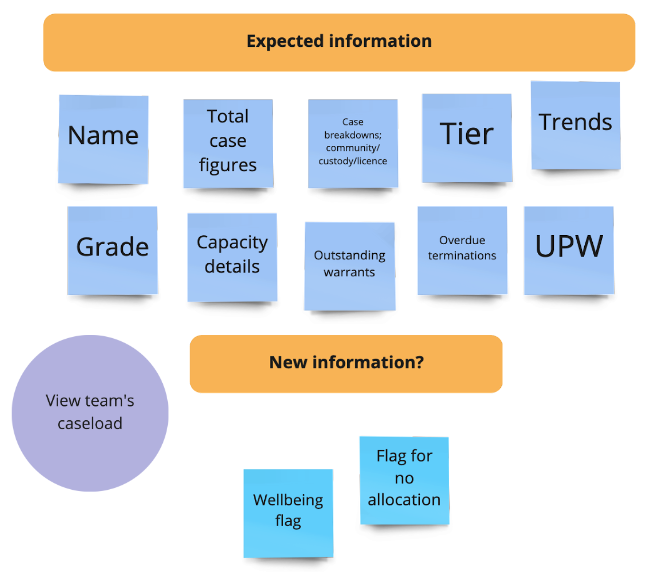 Expected information
Name
Total
case
figures
Case
breakdowns;
community/
custody/licence
Tier
Trends
Grade
Capacity
details
Outstanding
warrants
Overdue
terminations
UPW
New information?
View team's
caseload
Wellbeing
flag
Flag for
no
allocation